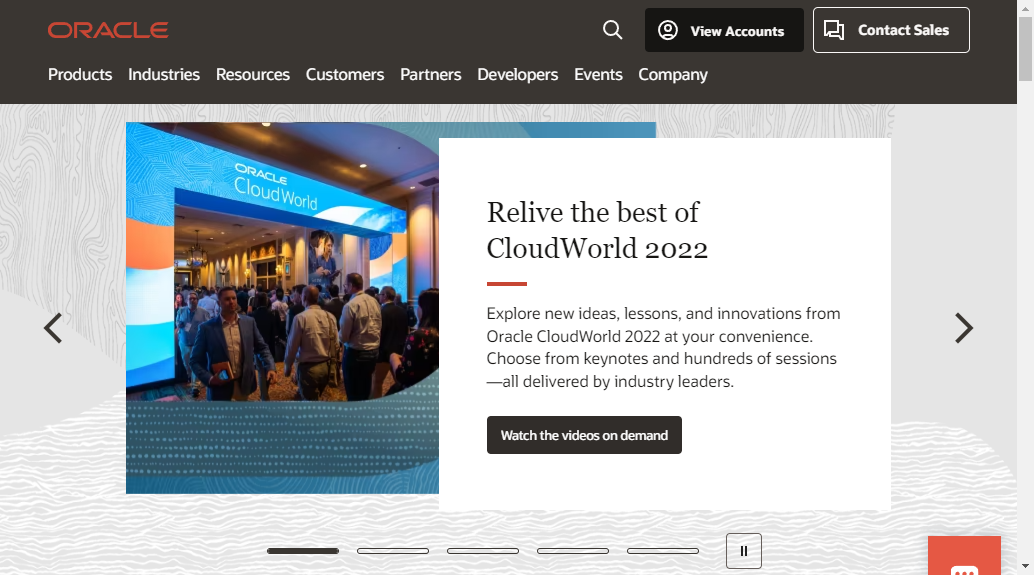 ORACLE
View Accounts
Contact Sales
Products Industries Resources Customers Partners Developers Events Company
ORACLE
CloudWorld
Relive the best of
CloudWorld 2022
Explore new ideas, lessons, and innovations from
Oracle CloudWorld 2022 at your convenience.
Choose from keynotes and hundreds of sessions
—all delivered by industry leaders.
Watch the videos on demand